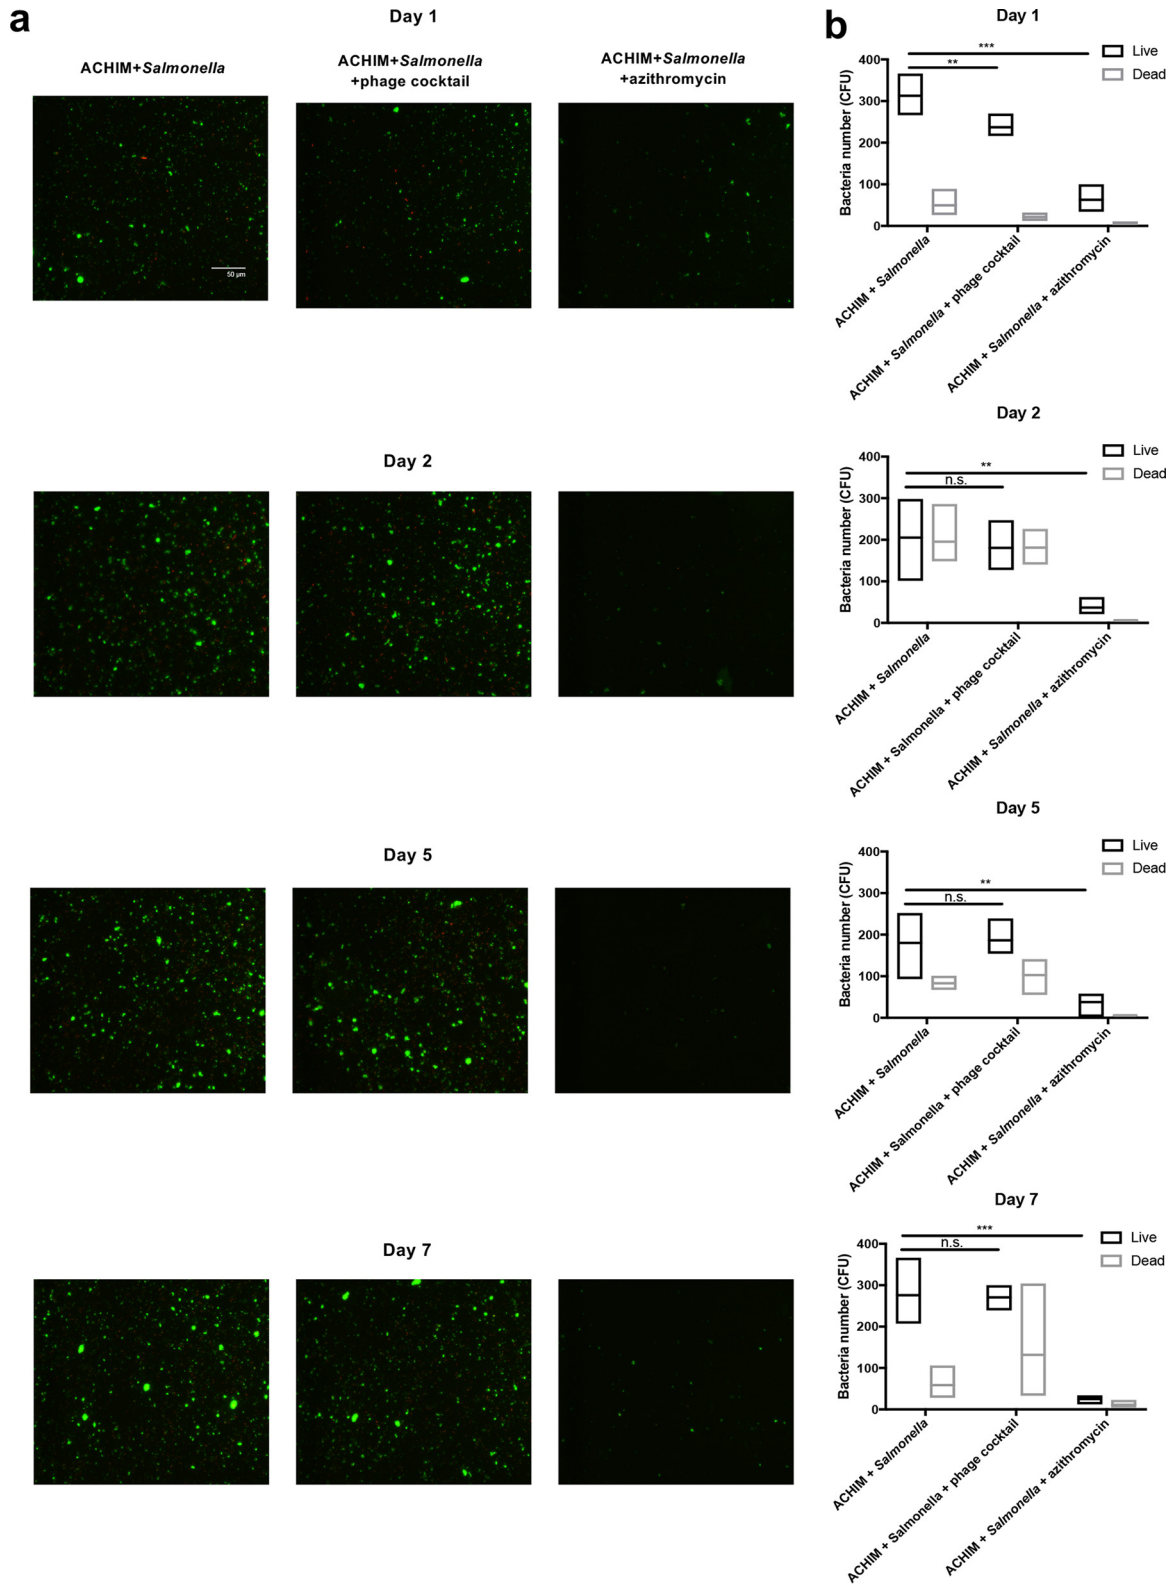 a
Day 1
ACHIM+Salmonella
ACHIM+Salmonella
+phage cocktail
ACHIM+Salmonella
+azithromycin
50 µm
Day 2
Day 5
Day 7
b
Day 1
***
**
Live
Dead
Bacteria number (CFU)
400
300
200
100
0
ACHIM + Salmonella
ACHIM + Salmonella + phage cocktail
ACHIM + Salmonella + azithromycin
Day 2
**
n.s.
Live
Dead
Bacteria number (CFU)
400
300
200
100
0
ACHIM + Salmonella
ACHIM + Salmonella + phage cocktail
ACHIM + Salmonella + azithromycin
Day 5
**
n.s.
Live
Dead
Bacteria number (CFU)
400
300
200
100
0
ACHIM + Salmonella
ACHIM + Salmonella + phage cocktail
ACHIM + Salmonella + azithromycin
Day 7
***
n.s.
Live
Dead
Bacteria number (CFU)
400
300
200
100
0
ACHIM + Salmonella
ACHIM + Salmonella + phage cocktail
ACHIM + Salmonella + azithromycin